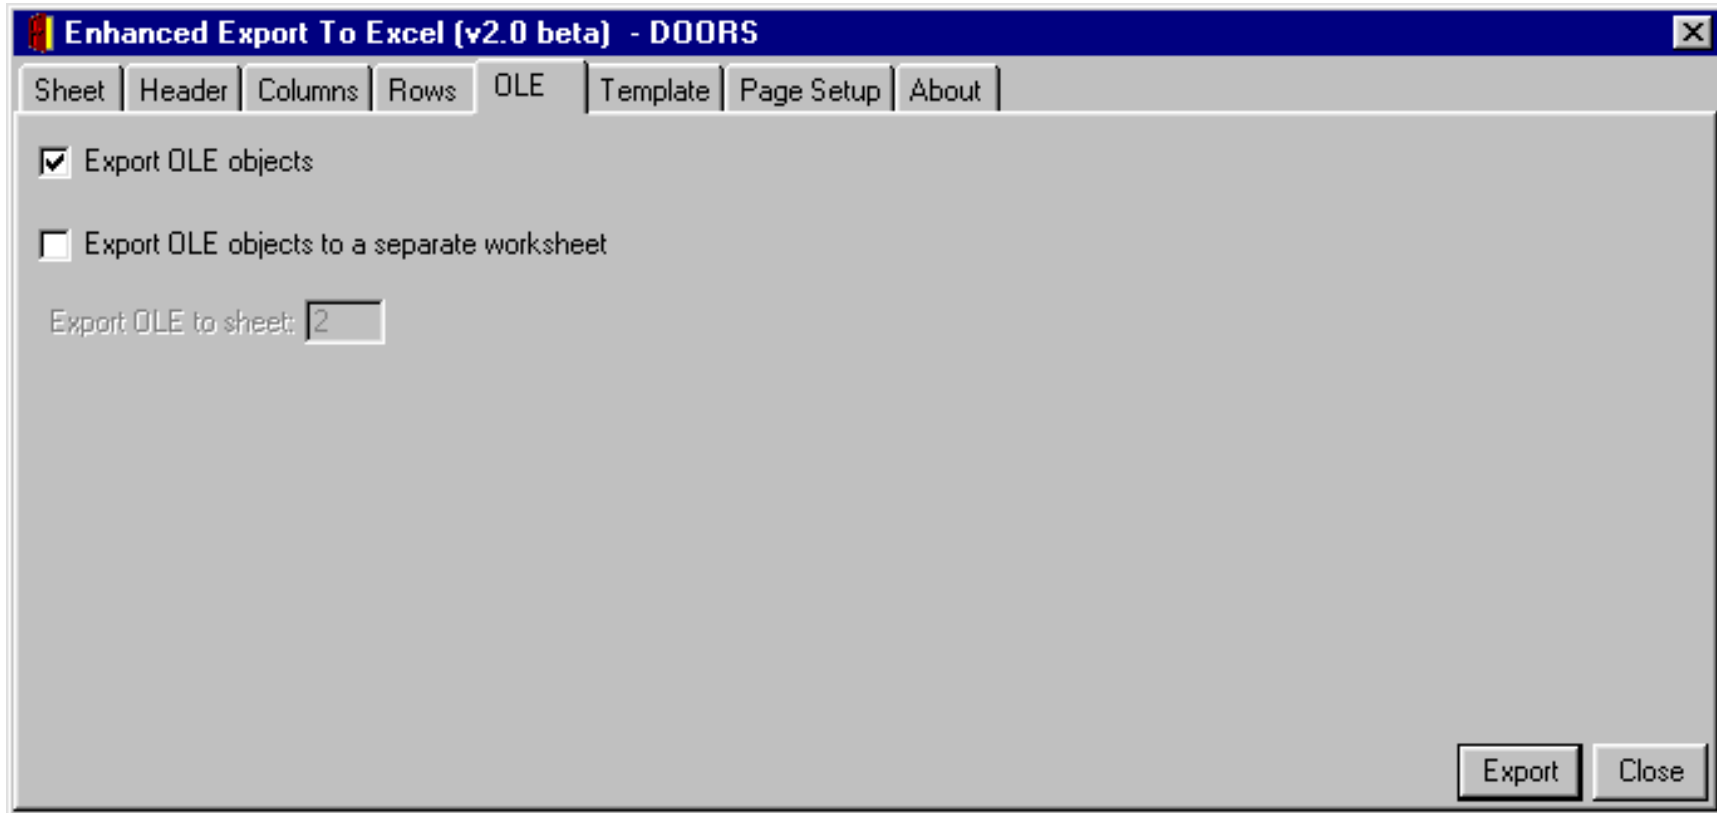 Enhanced Export To Excel (v2.0 beta)  - DOORS
Sheet Header Columns Rows OLE Template Page Setup About
Export OLE objects
Export OLE objects to a separate worksheet
Export OLE to sheet: 2
Export Close